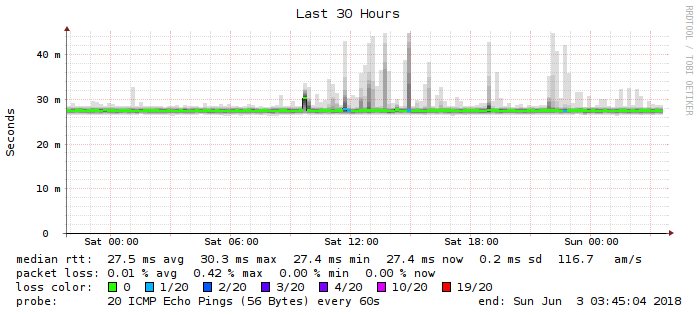 Last 30 Hours
RRDTOOL / TOBI OETIKER
Seconds
40 m
30 m
20 m
10 m
0
Sat 00:00 Sat 06:00 Sat 12:00 Sat 18:00 Sun 00:00
median rtt: 27.5 ms avg 30.3 ms max 27.4 ms min 27.4 ms now 0.2 ms sd 116.7 am/s
packet loss: 0.01 % avg 0.42 % max 0.00 % min 0.00 % now
loss color: 0 1/20 2/20 3/20 4/20 10/20 19/20
probe: 20 ICMP Echo Pings (56 Bytes) every 60s end: Sun Jun 3 03:45:04 2018